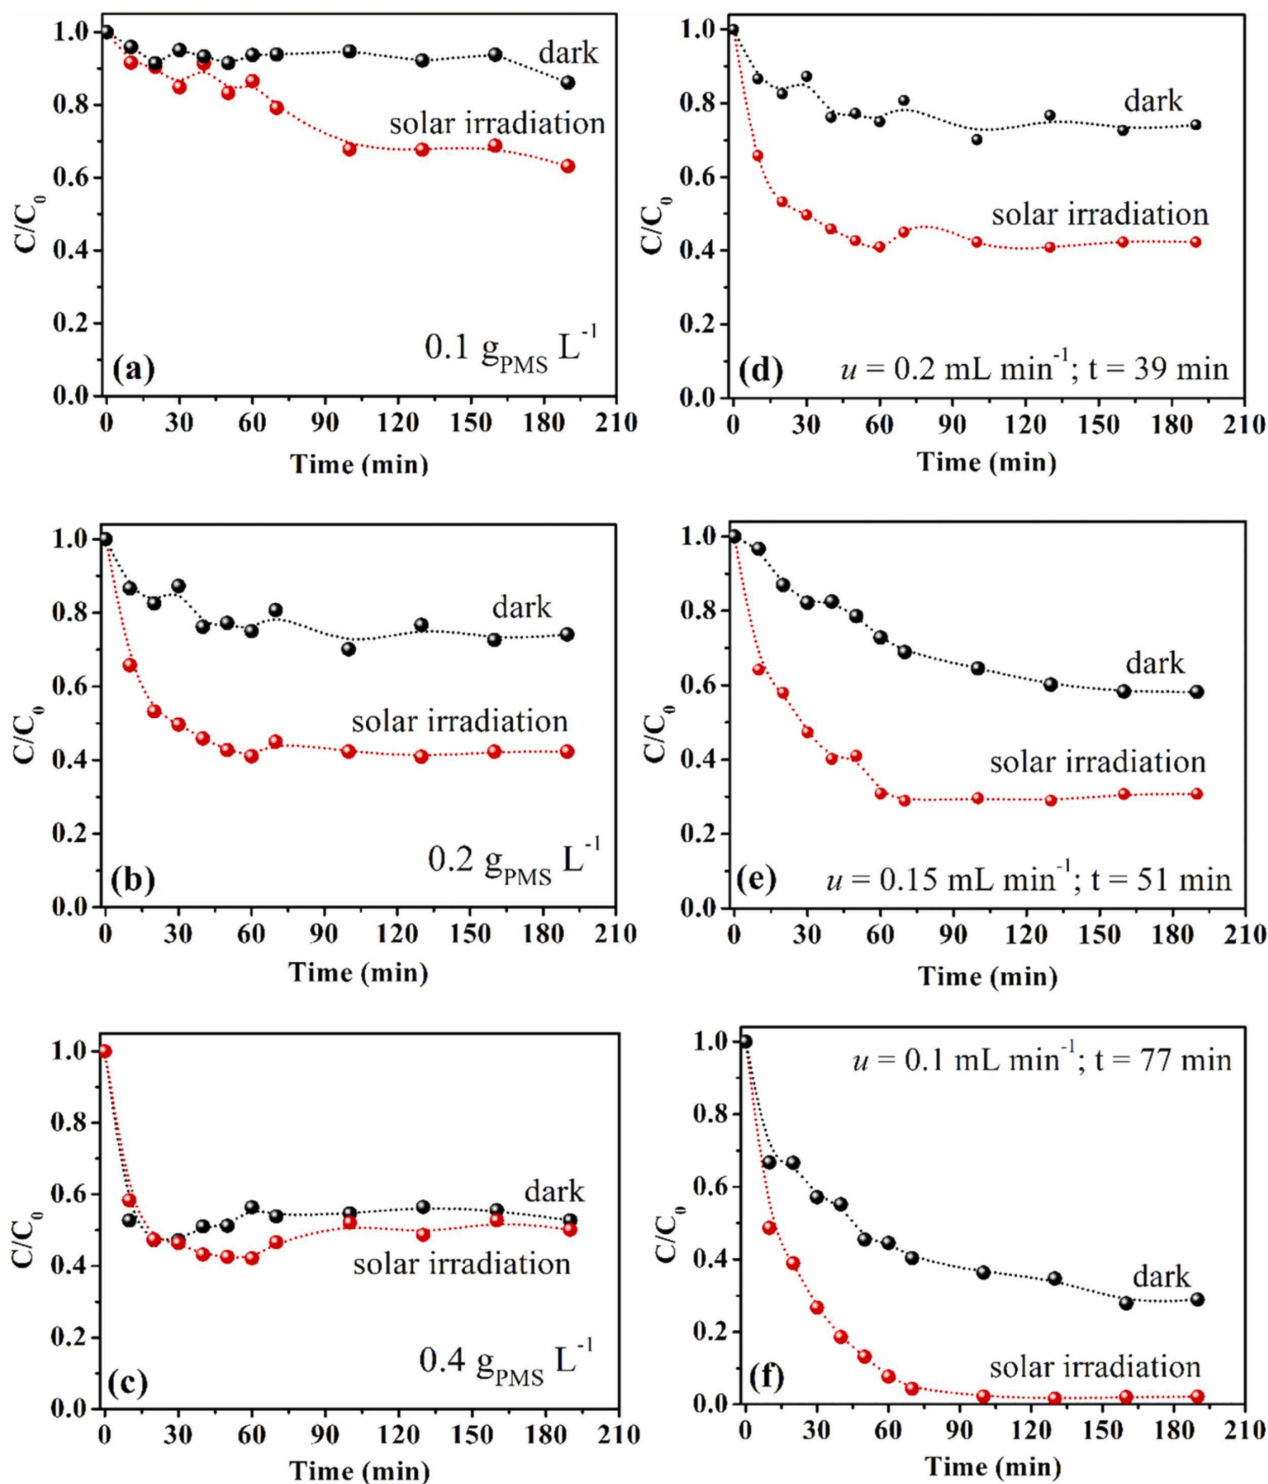 1.0
0.8
0.6
0.4
0.2
0.0
C/C₀
dark
solar irradiation
(a)
0.1 g_PMS L⁻¹
0 30 60 90 120 150 180 210
Time (min)
1.0
0.8
0.6
0.4
0.2
0.0
C/C₀
dark
solar irradiation
(d)
u = 0.2 mL min⁻¹; t = 39 min
0 30 60 90 120 150 180 210
Time (min)
1.0
0.8
0.6
0.4
0.2
0.0
C/C₀
dark
solar irradiation
(b)
0.2 g_PMS L⁻¹
0 30 60 90 120 150 180 210
Time (min)
1.0
0.8
0.6
0.4
0.2
0.0
C/C₀
dark
solar irradiation
(e)
u = 0.15 mL min⁻¹; t = 51 min
0 30 60 90 120 150 180 210
Time (min)
1.0
0.8
0.6
0.4
0.2
0.0
C/C₀
dark
solar irradiation
(c)
0.4 g_PMS L⁻¹
0 30 60 90 120 150 180 210
Time (min)
1.0
0.8
0.6
0.4
0.2
0.0
C/C₀
u = 0.1 mL min⁻¹; t = 77 min
dark
solar irradiation
(f)
0 30 60 90 120 150 180 210
Time (min)